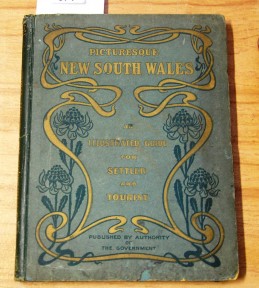 PICTURESQUE
NEW SOUTH WALES
AN
ILLUSTRATED GUIDE
FOR
SETTLER
AND
TOURIST
PUBLISHED BY AUTHORITY
OF
THE GOVERNMENT